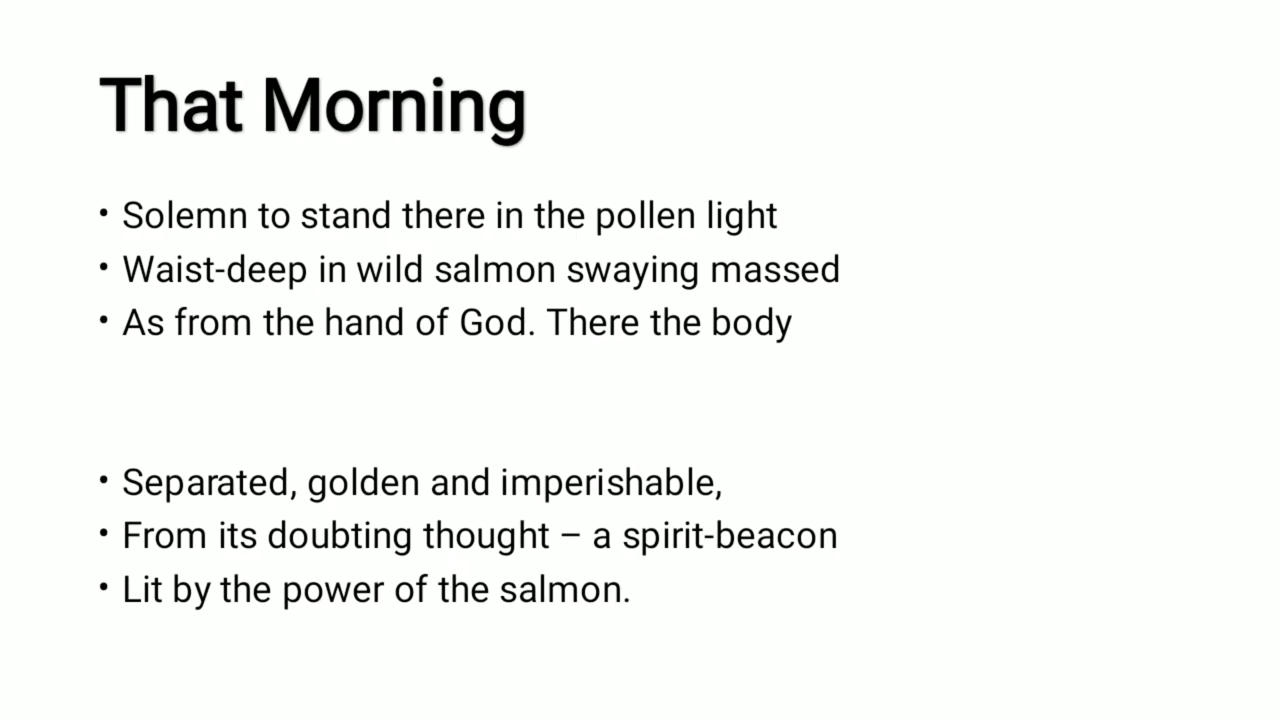 That Morning
• Solemn to stand there in the pollen light
• Waist-deep in wild salmon swaying massed
• As from the hand of God. There the body
• Separated, golden and imperishable,
• From its doubting thought – a spirit-beacon
• Lit by the power of the salmon.